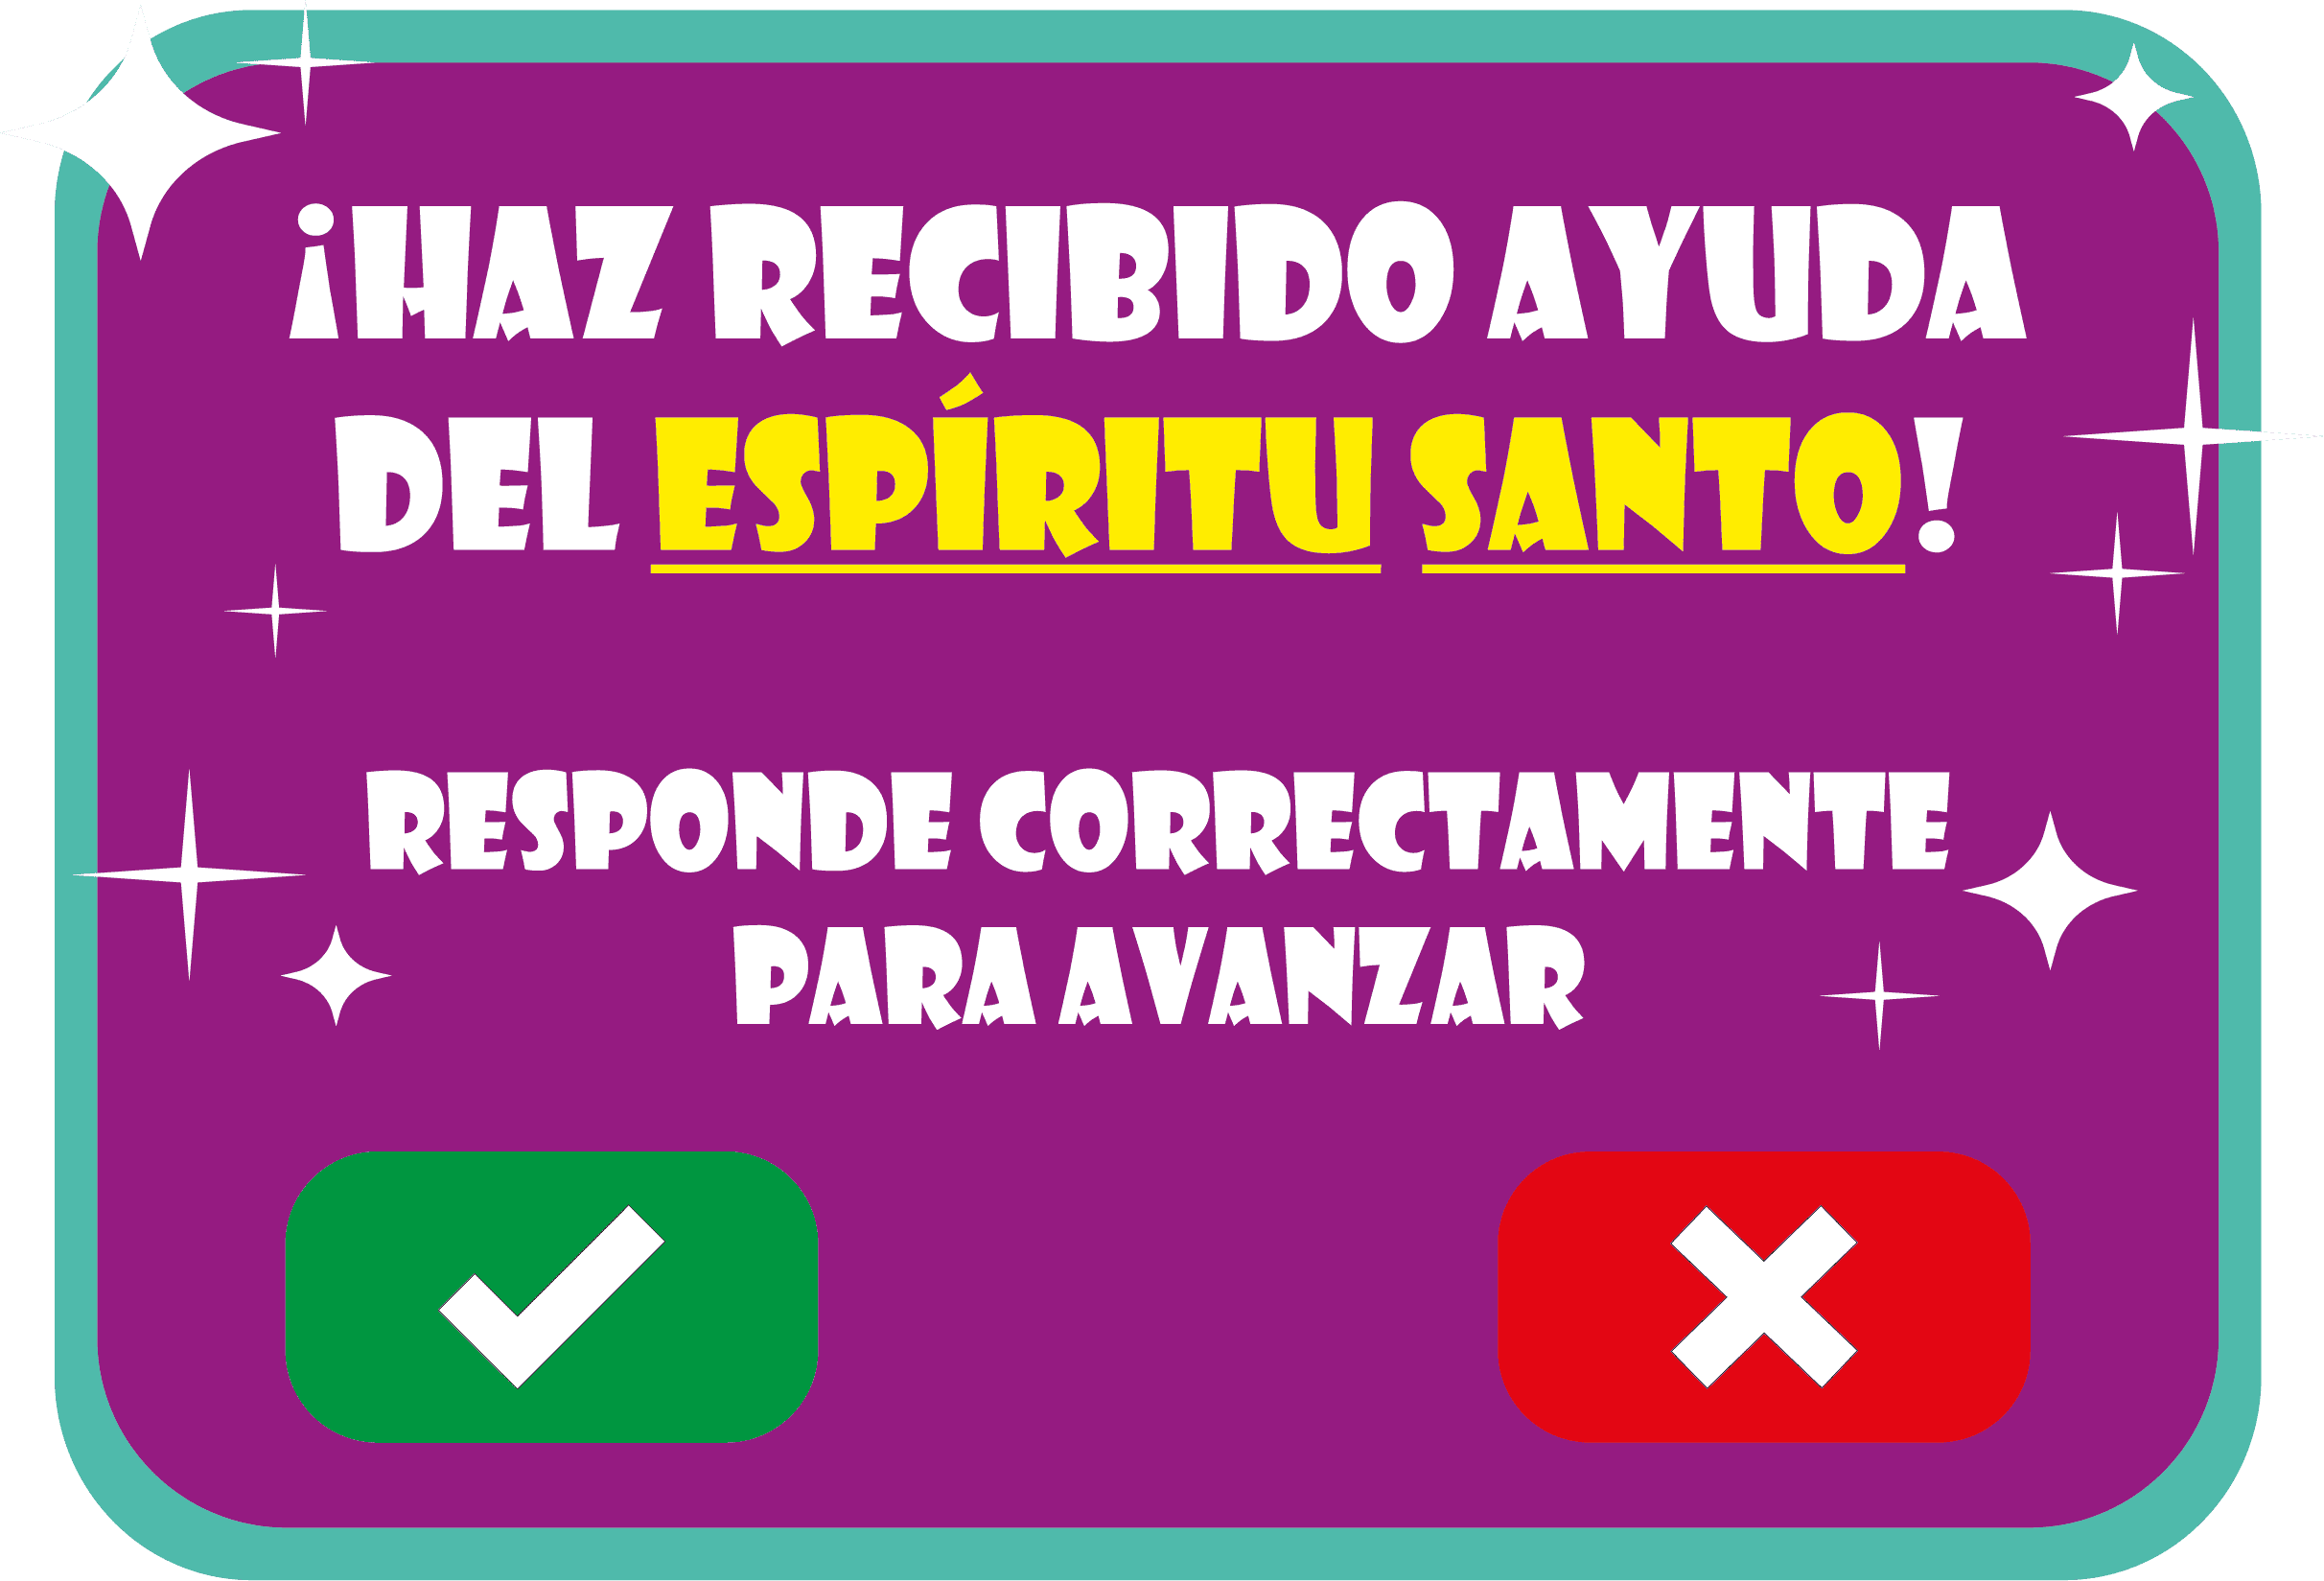 ¡HAZ RECIBIDO AYUDA
DEL ESPÍRITU SANTO!
RESPONDE CORRECTAMENTE
PARA AVANZAR